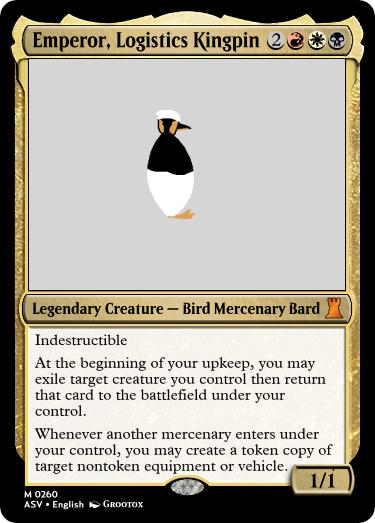 Emperor, Logistics Kingpin 2
Legendary Creature — Bird Mercenary Bard
Indestructible
At the beginning of your upkeep, you may
exile target creature you control then return
that card to the battlefield under your
control.
Whenever another mercenary enters under
your control, you may create a token copy of
target nontoken equipment or vehicle.
1/1
M 0260
ASV • English Grootox